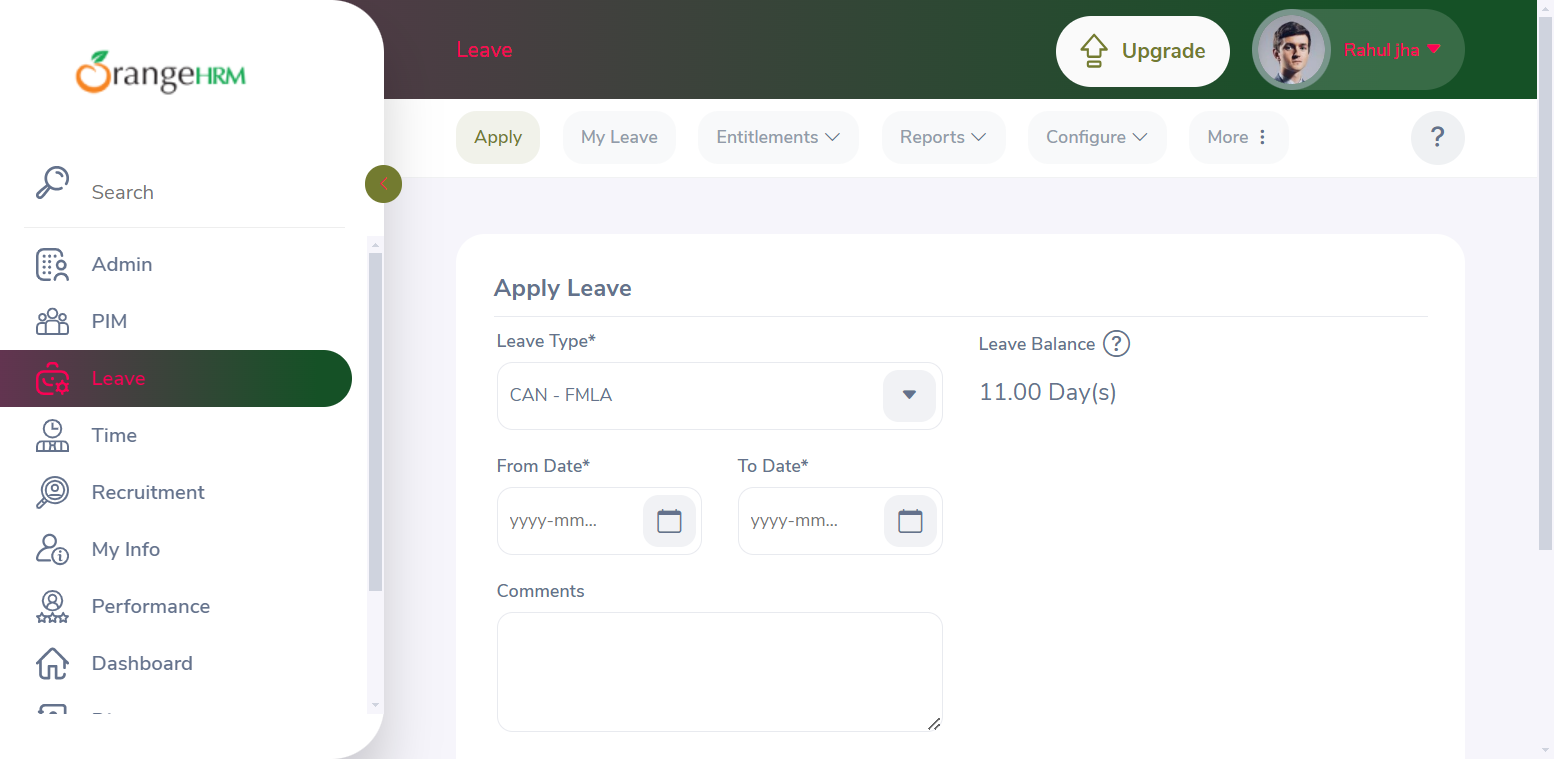 OrangeHRM
Search
Admin
PIM
Leave
Time
Recruitment
My Info
Performance
Dashboard
Leave
Upgrade
Rahul Jha
Apply
My Leave
Entitlements
Reports
Configure
More
?
Apply Leave
Leave Type*
Leave Balance ?
CAN - FMLA
11.00 Day(s)
From Date*
To Date*
yyyy-mm...
yyyy-mm...
Comments